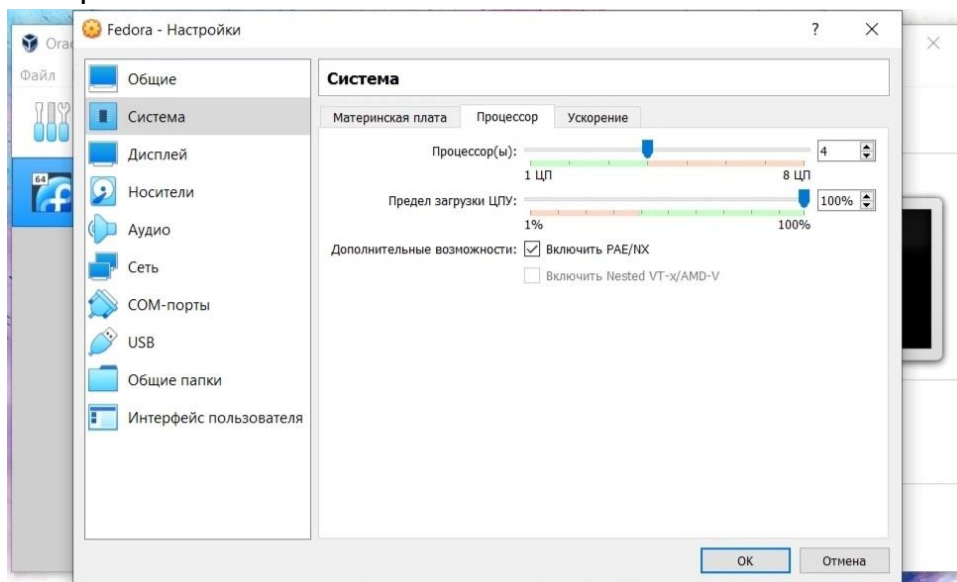 Fedora - Настройки
?
Orac
Файл
64
Общие
Система
Дисплей
Носители
Аудио
Сеть
COM-порты
USB
Общие папки
Интерфейс пользователя
Система
Материнская плата Процессор Ускорение
Процессор(ы): 4
1 ЦП 8 ЦП
Предел загрузки ЦПУ: 100%
1% 100%
Дополнительные возможности: Включить PAE/NX
Включить Nested VT-x/AMD-V
OK Отмена